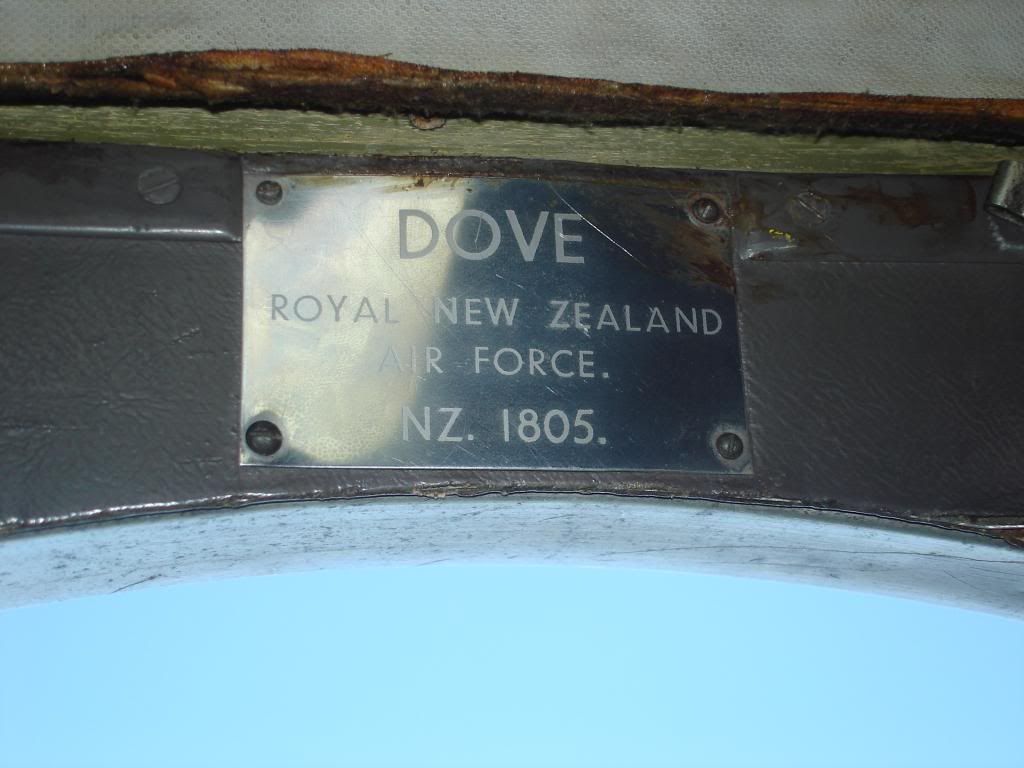 DOVE
ROYAL NEW ZEALAND
AIR FORCE.
NZ. 1805.